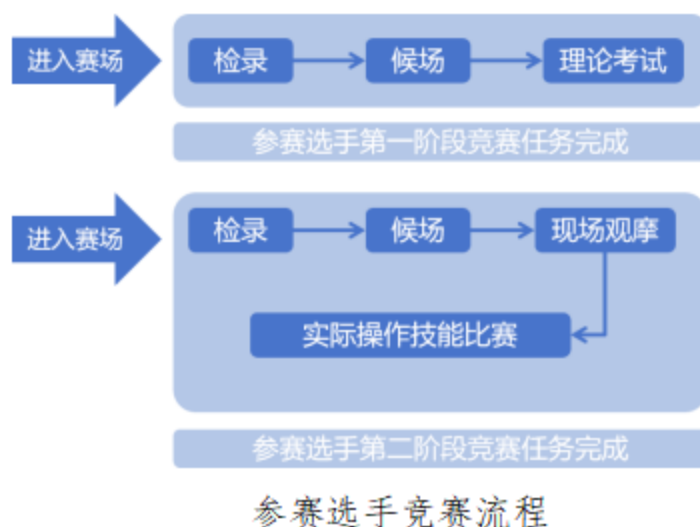 进入赛场 检录 候场 理论考试
参赛选手第一阶段竞赛任务完成
进入赛场 检录 候场 现场观摩
实际操作技能比赛
参赛选手第二阶段竞赛任务完成
参赛选手竞赛流程